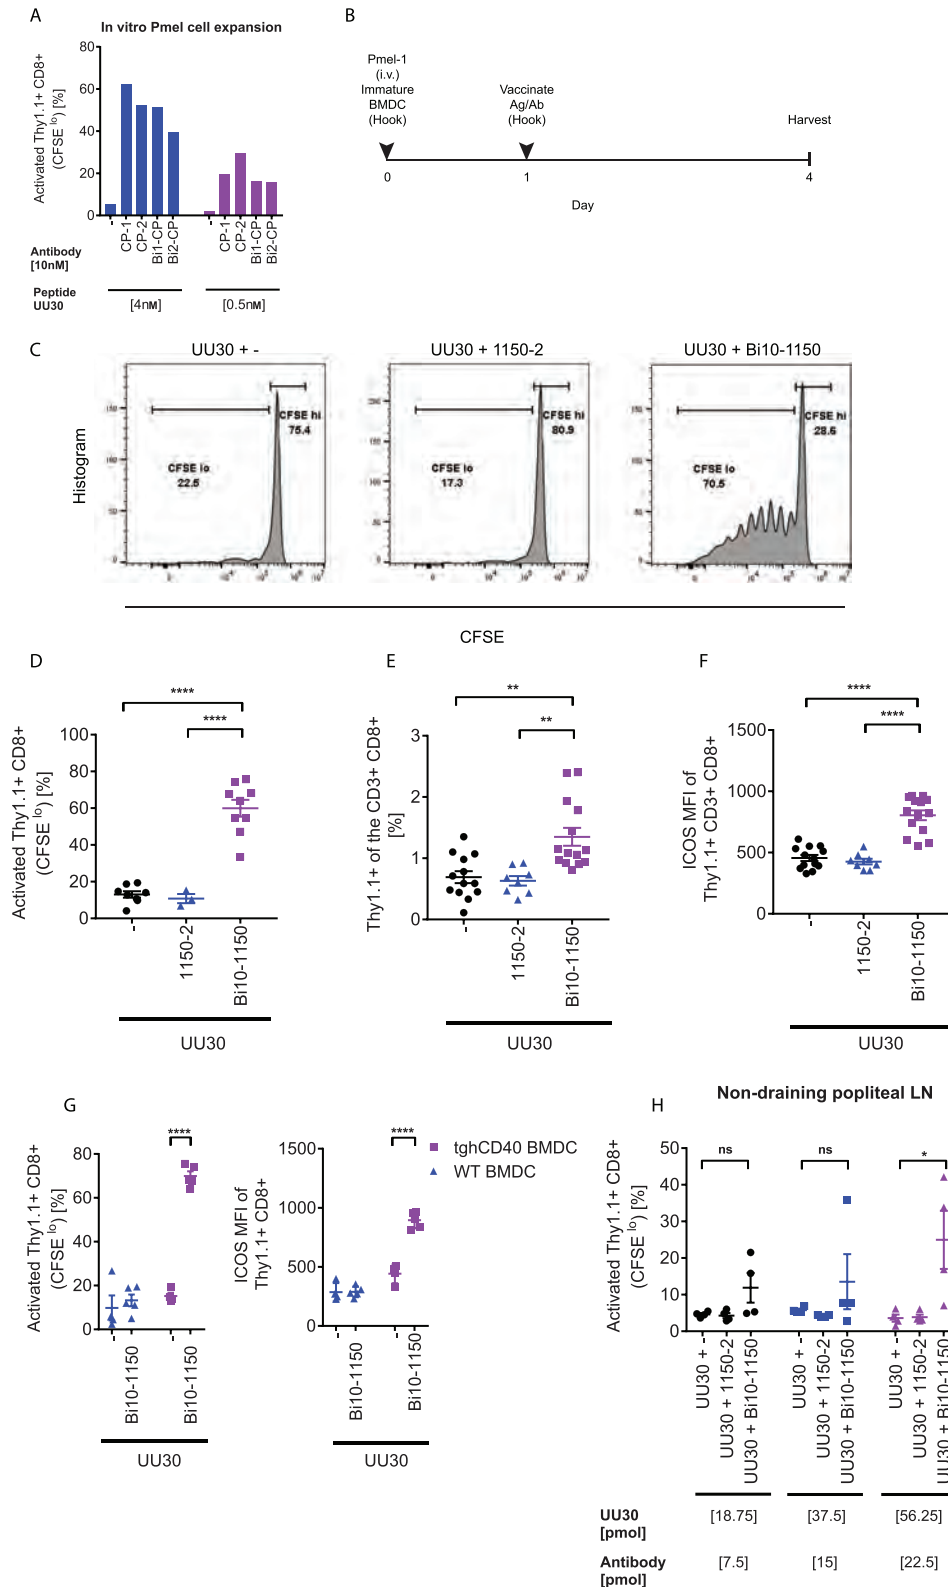 A
In vitro Pmel cell expansion
Activated Thy1.1+ CD8+
(CFSE lo) [%]
80
60
40
20
0
-
CP-1
CP-2
Bi1-CP
Bi2-CP
-
CP-1
CP-2
Bi1-CP
Bi2-CP
Antibody
[10nM]
Peptide
UU30
[4nM]
[0.5nM]
B
Pmel-1
(i.v.)
Immature
BMDC
(Hook)
Vaccinate
Ag/Ab
(Hook)
Harvest
0
1
4
Day
C
UU30 + -
UU30 + 1150-2
UU30 + Bi10-1150
Histogram
CFSE hi
75.4
CFSE lo
22.5
CFSE hi
80.9
CFSE lo
17.3
CFSE hi
28.6
CFSE lo
70.5
CFSE
D
Activated Thy1.1+ CD8+
(CFSE lo) [%]
100
80
60
40
20
0
****
****
-
1150-2
Bi10-1150
UU30
E
Thy1.1+ of the CD3+ CD8+
[%]
3
2
1
0
**
**
-
1150-2
Bi10-1150
UU30
F
ICOS MFI of
Thy1.1+ CD3+ CD8+
1500
1000
500
0
****
****
-
1150-2
Bi10-1150
UU30
G
Activated Thy1.1+ CD8+
(CFSE lo) [%]
80
60
40
20
0
****
-
Bi10-1150
-
Bi10-1150
UU30
ICOS MFI of
Thy1.1+ CD8+
1500
1000
500
0
****
-
Bi10-1150
-
Bi10-1150
UU30
tghCD40 BMDC
WT BMDC
H
Non-draining popliteal LN
Activated Thy1.1+ CD8+
(CFSE lo) [%]
50
40
30
20
10
0
ns
ns
*
UU30 + -
UU30 + 1150-2
UU30 + Bi10-1150
UU30 + -
UU30 + 1150-2
UU30 + Bi10-1150
UU30 + -
UU30 + 1150-2
UU30 + Bi10-1150
UU30
[pmol]
[18.75]
[37.5]
[56.25]
Antibody
[pmol]
[7.5]
[15]
[22.5]